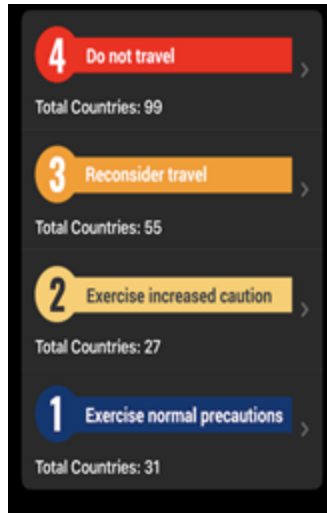 4 Do not travel
Total Countries: 99
3 Reconsider travel
Total Countries: 55
2 Exercise increased caution
Total Countries: 27
1 Exercise normal precautions
Total Countries: 31